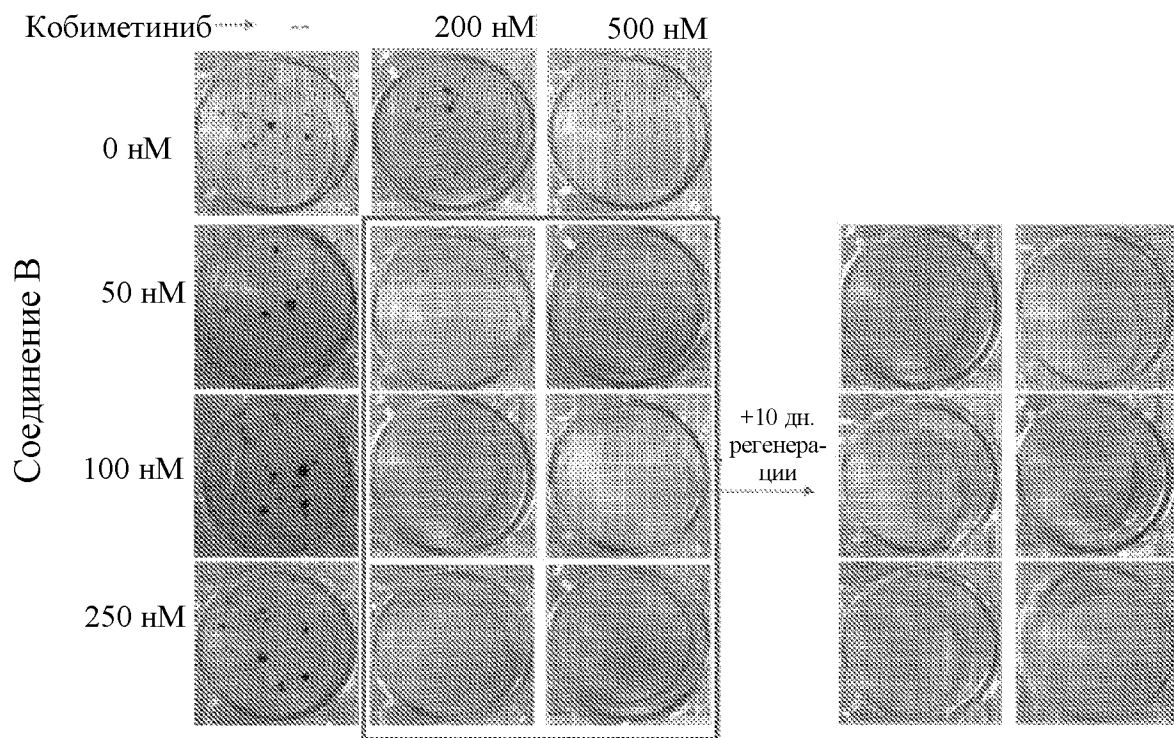 Кобиметиниб -- 200 нМ 500 нМ
0 нМ
Соединение В
50 нМ
100 нМ
250 нМ
+10 дн.
регенера-
ции